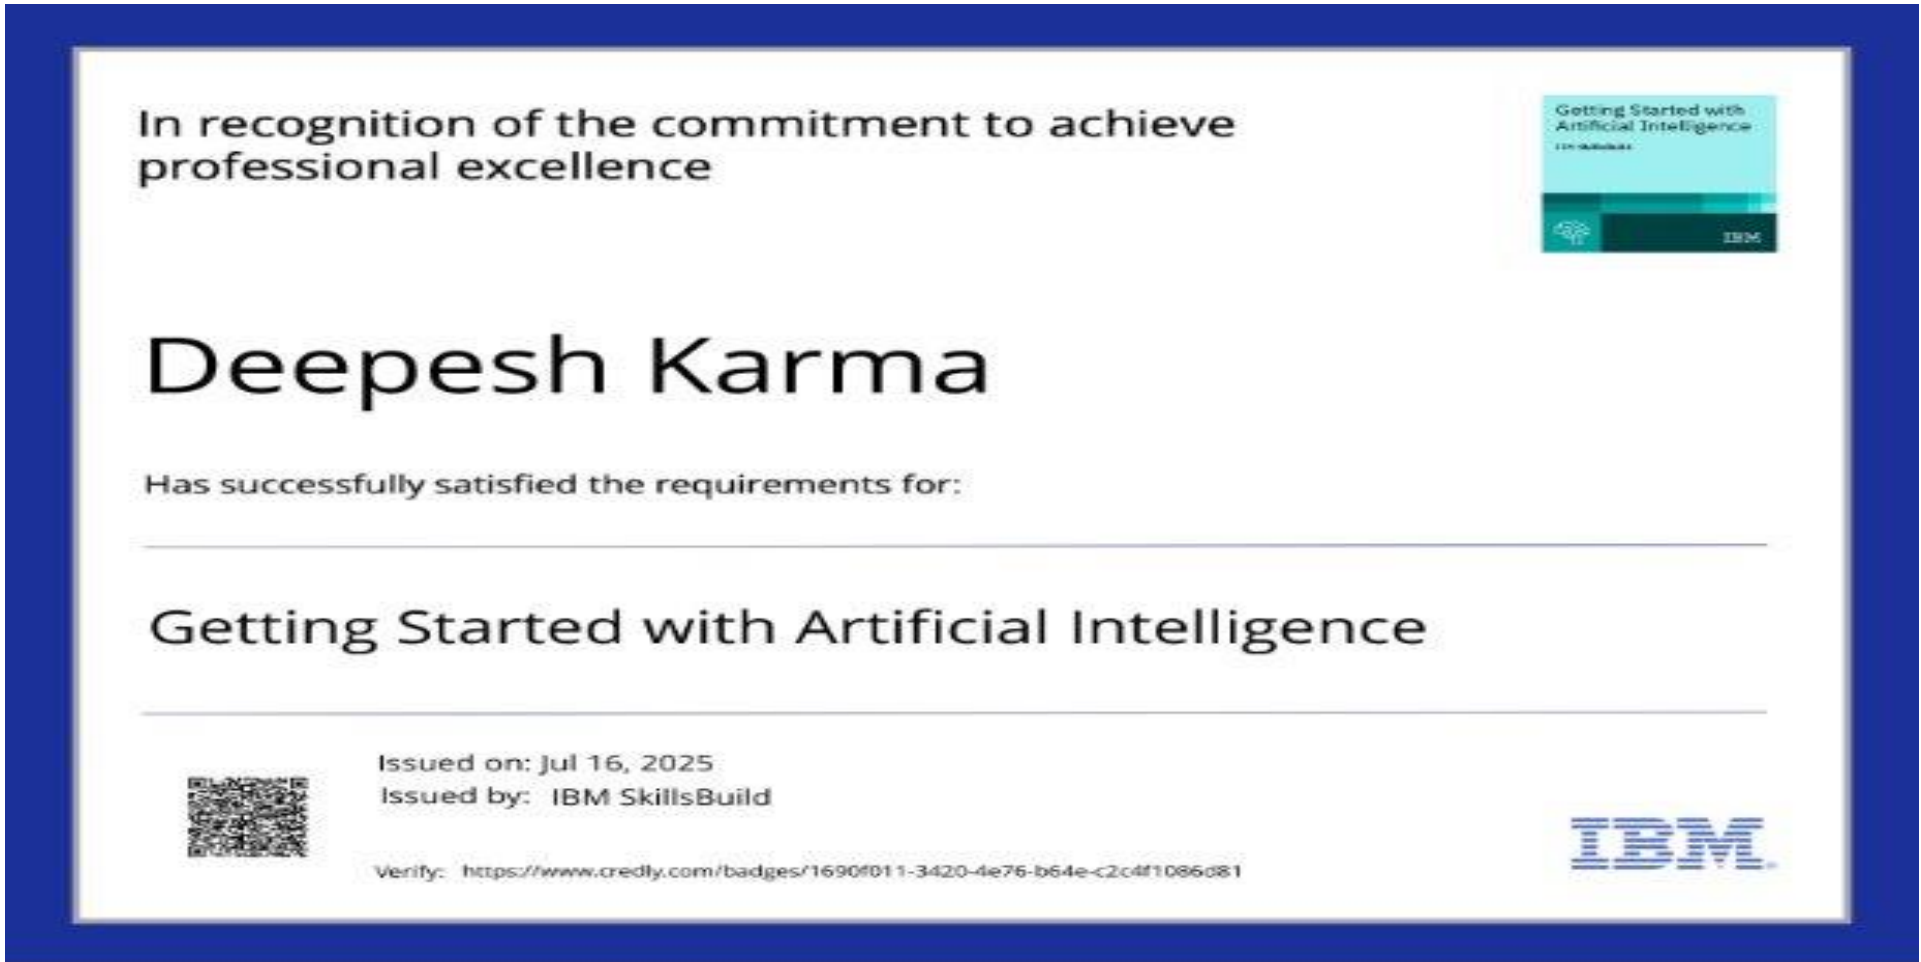 In recognition of the commitment to achieve
professional excellence
Getting Started with
Artificial Intelligence
IBM SkillsBuild
IBM
Deepesh Karma
Has successfully satisfied the requirements for:
Getting Started with Artificial Intelligence
Issued on: Jul 16, 2025
Issued by: IBM SkillsBuild
Verify: https://www.credly.com/badges/1690f011-3420-4e76-b64e-c2c4f1086d81
IBM